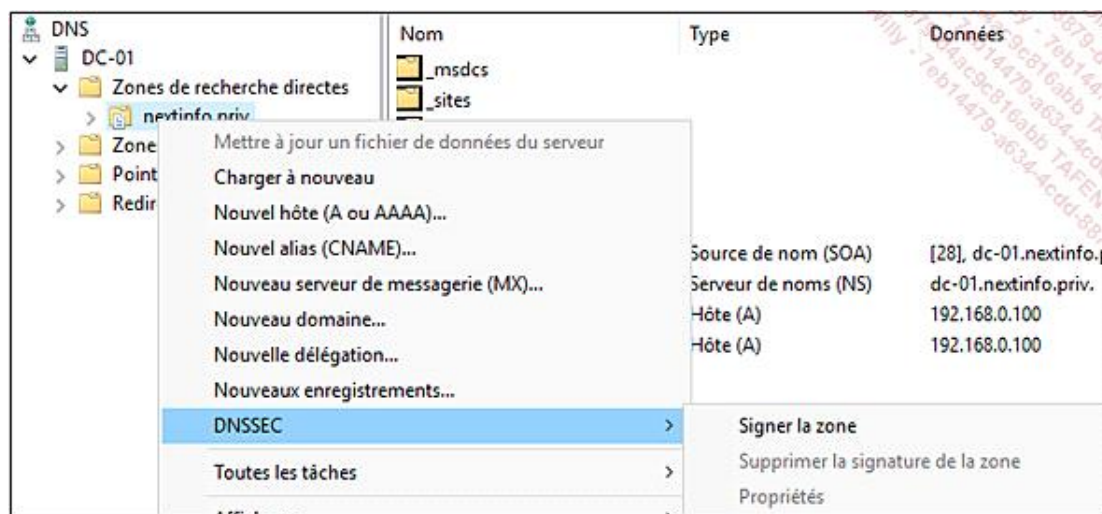 DNS
DC-01
Zones de recherche directes
nextinfo.priv
Zone
Point
Redir
Nom Type Données
_msdcs
_sites
Source de nom (SOA) [28], dc-01.nextinfo.p
Serveur de noms (NS) dc-01.nextinfo.priv.
Hôte (A) 192.168.0.100
Hôte (A) 192.168.0.100
Mettre à jour un fichier de données du serveur
Charger à nouveau
Nouvel hôte (A ou AAAA)...
Nouvel alias (CNAME)...
Nouveau serveur de messagerie (MX)...
Nouveau domaine...
Nouvelle délégation...
Nouveaux enregistrements...
DNSSEC
Toutes les tâches
Signer la zone
Supprimer la signature de la zone
Propriétés